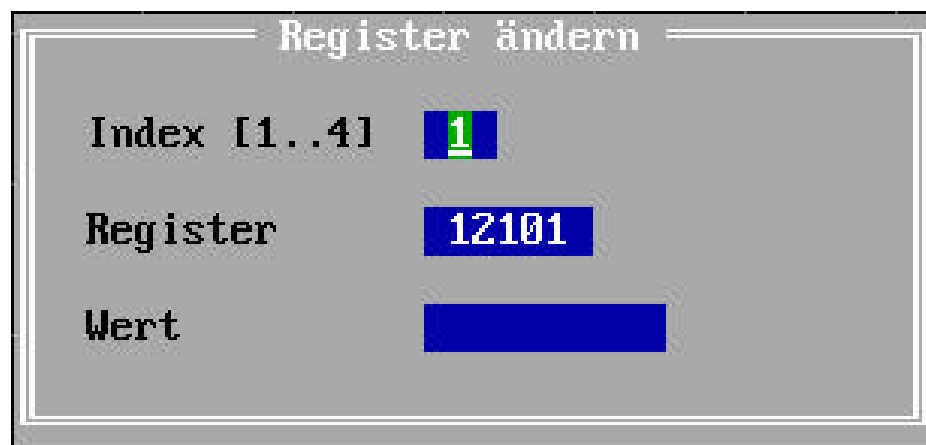 Register ändern
Index [1..4] 1
Register 12101
Wert